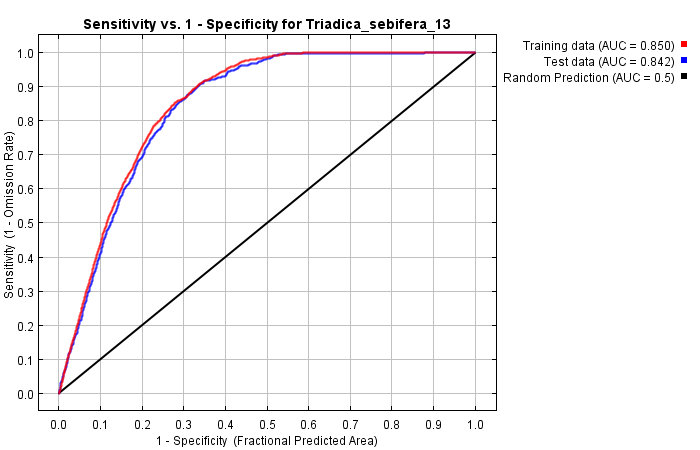 Sensitivity vs. 1 - Specificity for Triadica_sebifera_13
Training data (AUC = 0.850)
Test data (AUC = 0.842)
Random Prediction (AUC = 0.5)
Sensitivity (1 - Omission Rate)
1.0
0.9
0.8
0.7
0.6
0.5
0.4
0.3
0.2
0.1
0.0
0.0 0.1 0.2 0.3 0.4 0.5 0.6 0.7 0.8 0.9 1.0
1 - Specificity (Fractional Predicted Area)